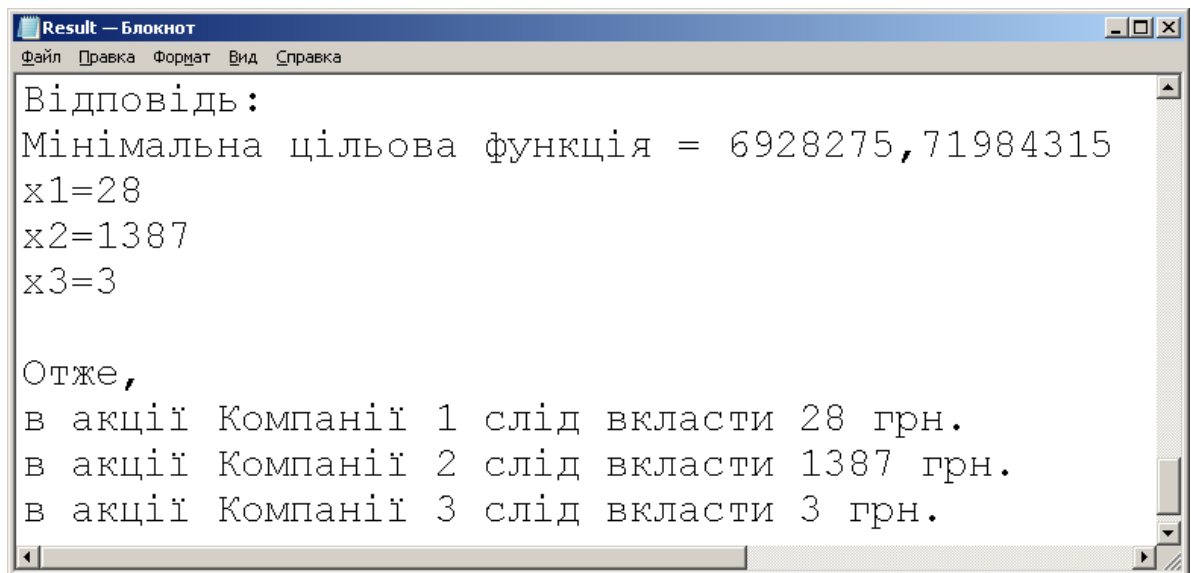 Result — Блокнот
Файл Правка Формат Вид Справка
Відповідь:
Мінімальна цільова функція = 6928275,71984315
x1=28
x2=1387
x3=3
Отже,
в акції Компанії 1 слід вкласти 28 грн.
в акції Компанії 2 слід вкласти 1387 грн.
в акції Компанії 3 слід вкласти 3 грн.